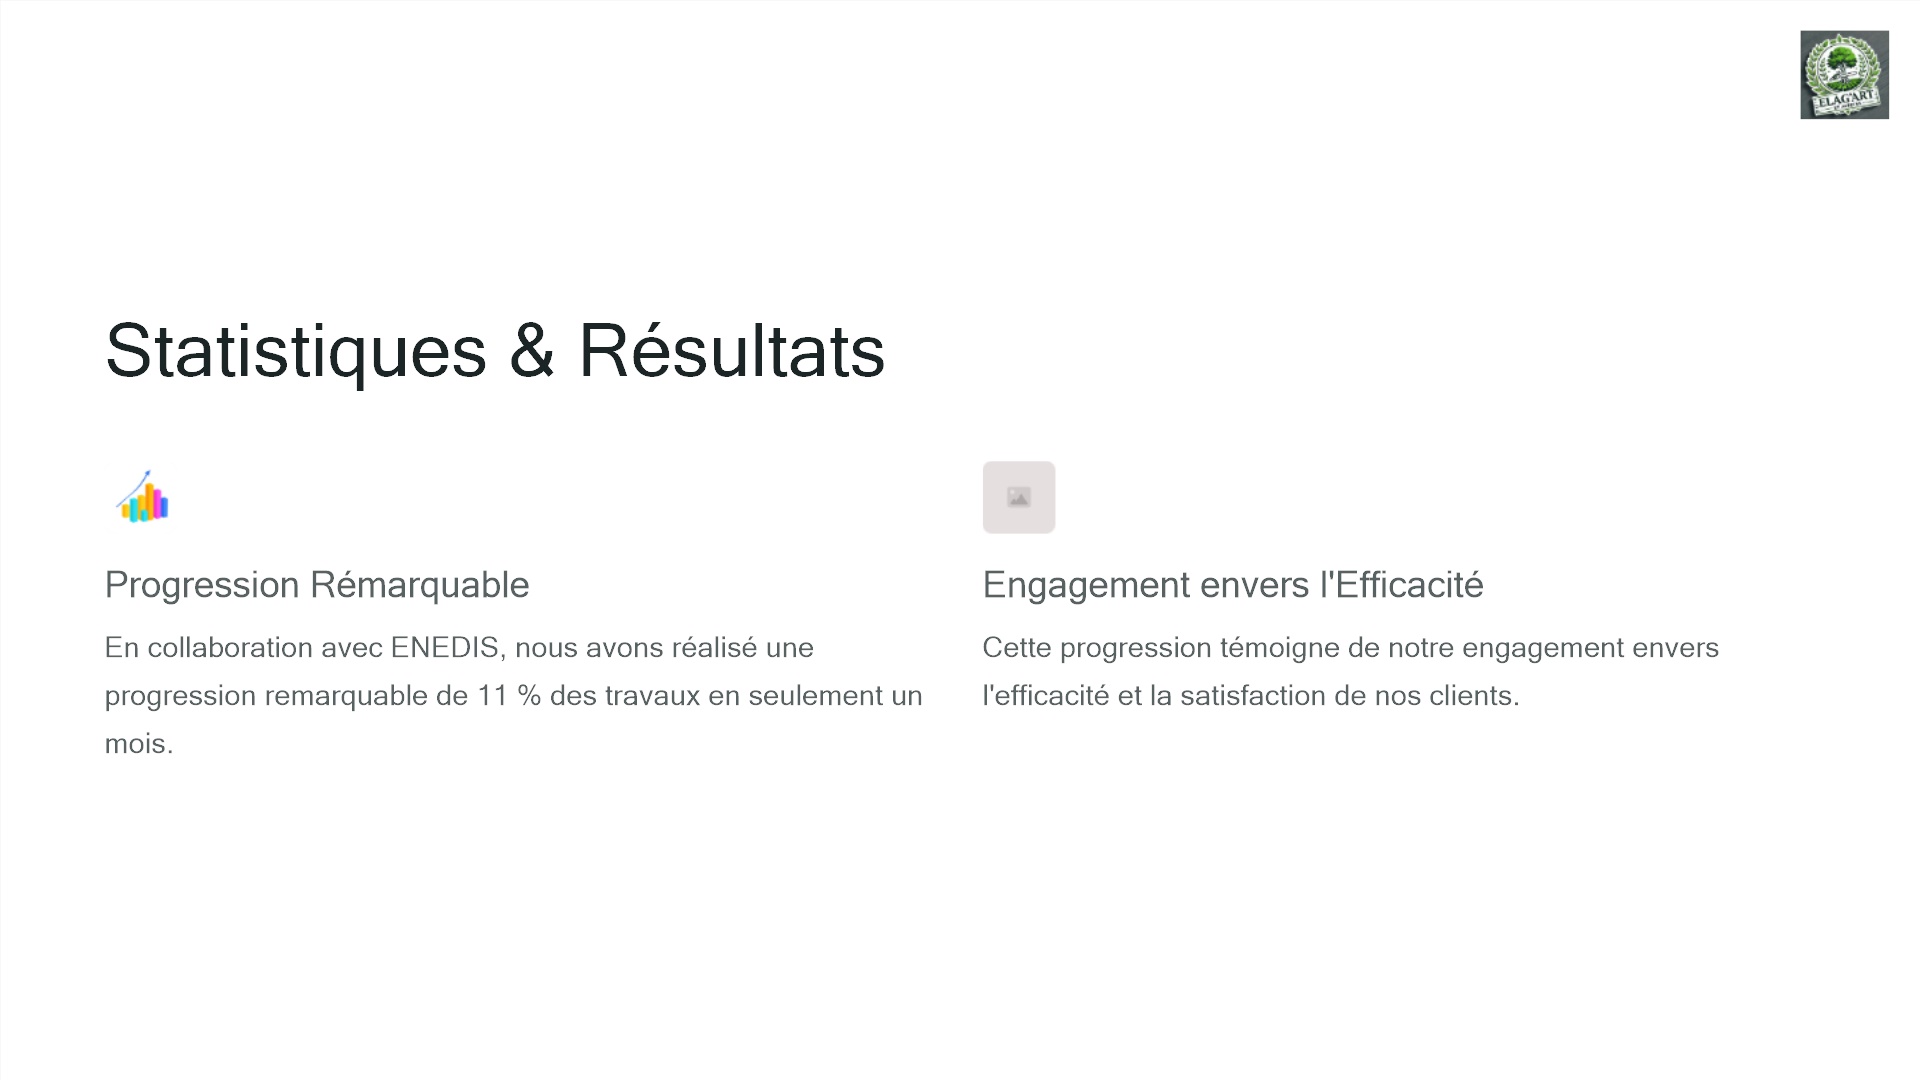 ELAG'ART
Statistiques & Résultats
Progression Rémarquable
En collaboration avec ENEDIS, nous avons réalisé une
progression remarquable de 11 % des travaux en seulement un
mois.
Engagement envers l'Efficacité
Cette progression témoigne de notre engagement envers
l'efficacité et la satisfaction de nos clients.